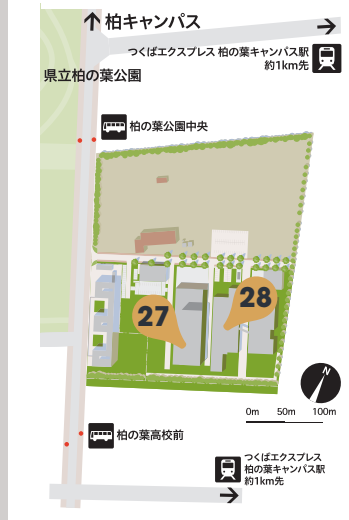 柏キャンパス
つくばエクスプレス 柏の葉キャンパス駅
約1km先
県立柏の葉公園
柏の葉公園中央
28
27
N
0m 50m 100m
柏の葉高校前
つくばエクスプレス
柏の葉キャンパス駅
約1km先